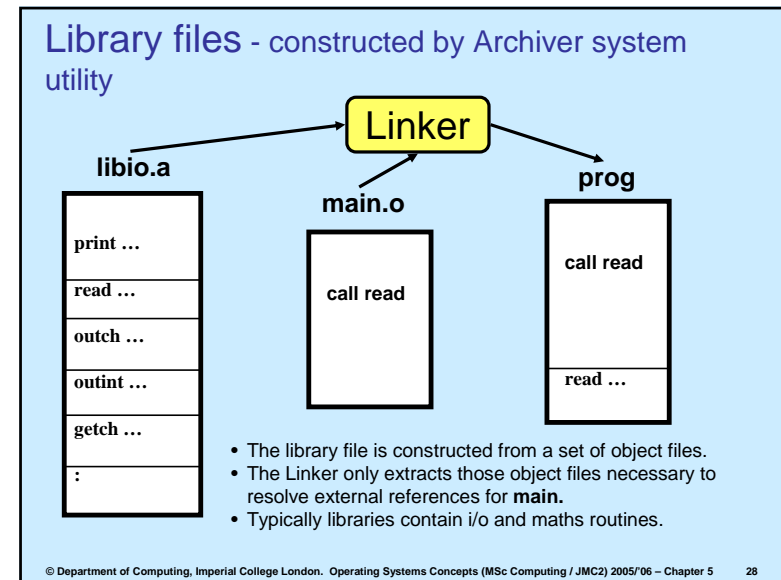 Library files - constructed by Archiver system
utility
Linker
libio.a
main.o
prog
print …
read …
outch …
outint …
getch …
:
call read
call read
read …
• The library file is constructed from a set of object files.
• The Linker only extracts those object files necessary to
resolve external references for main.
• Typically libraries contain i/o and maths routines.
© Department of Computing, Imperial College London. Operating Systems Concepts (MSc Computing / JMC2) 2005/'06 – Chapter 5 28